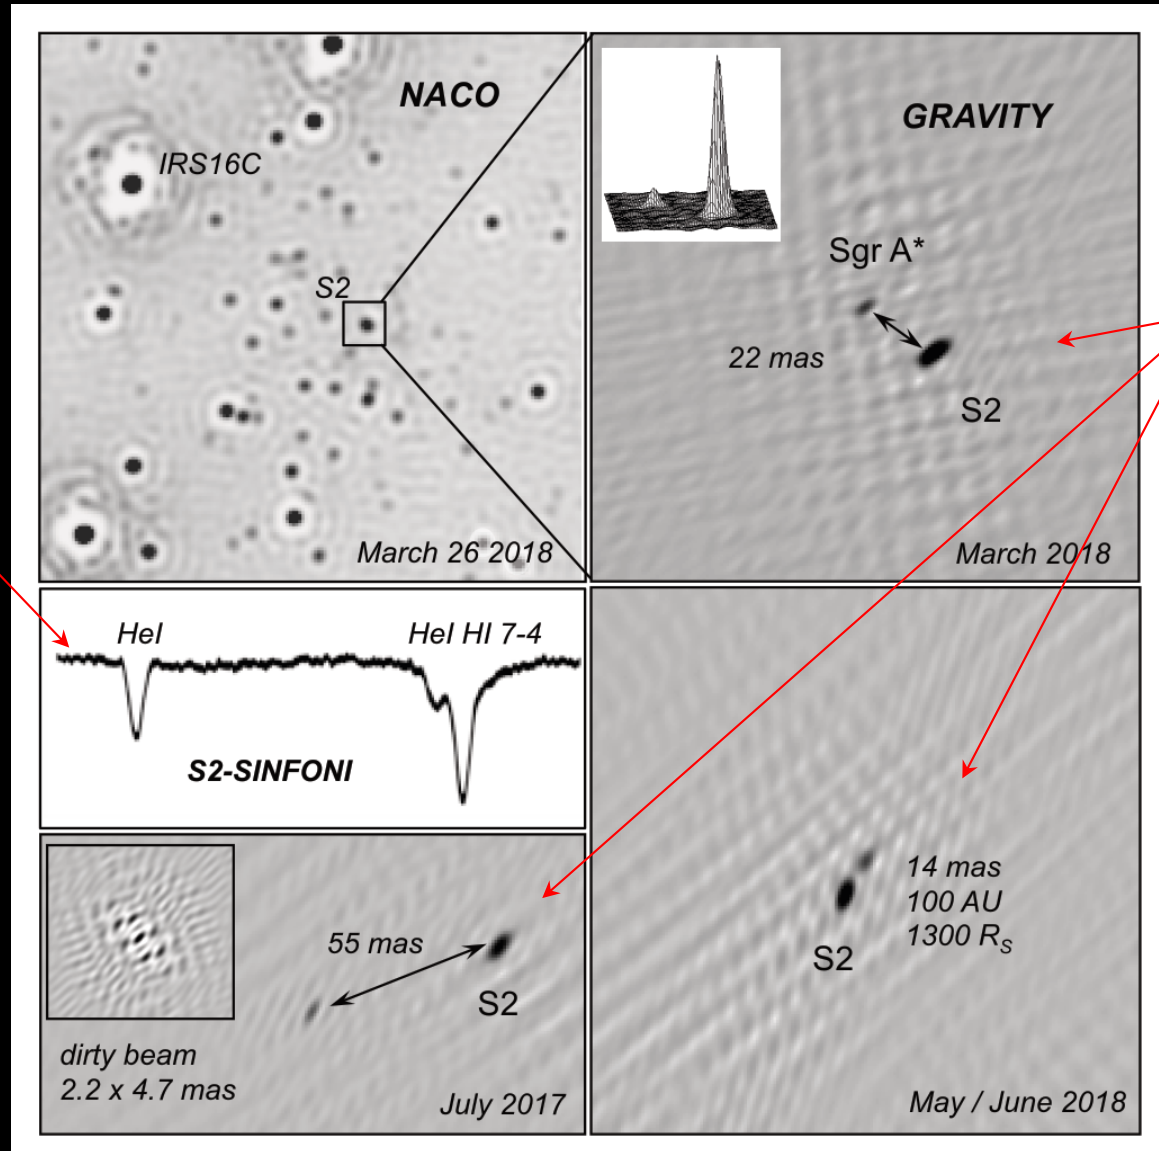 NACO
IRS16C
S2
March 26 2018
GRAVITY
Sgr A*
22 mas
S2
March 2018
HeI
HeI HI 7-4
S2-SINFONI
55 mas
S2
dirty beam
2.2 x 4.7 mas
July 2017
14 mas
100 AU
1300 RS
S2
May / June 2018